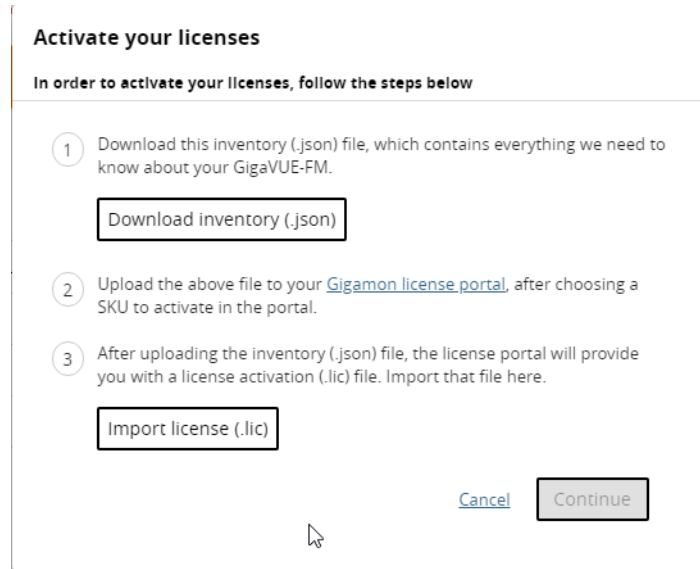 Activate your licenses
In order to activate your licenses, follow the steps below
1
Download this inventory (.json) file, which contains everything we need to
know about your GigaVUE-FM.
Download inventory (.json)
2
Upload the above file to your Gigamon license portal, after choosing a
SKU to activate in the portal.
3
After uploading the inventory (.json) file, the license portal will provide
you with a license activation (.lic) file. Import that file here.
Import license (.lic)
Cancel
Continue